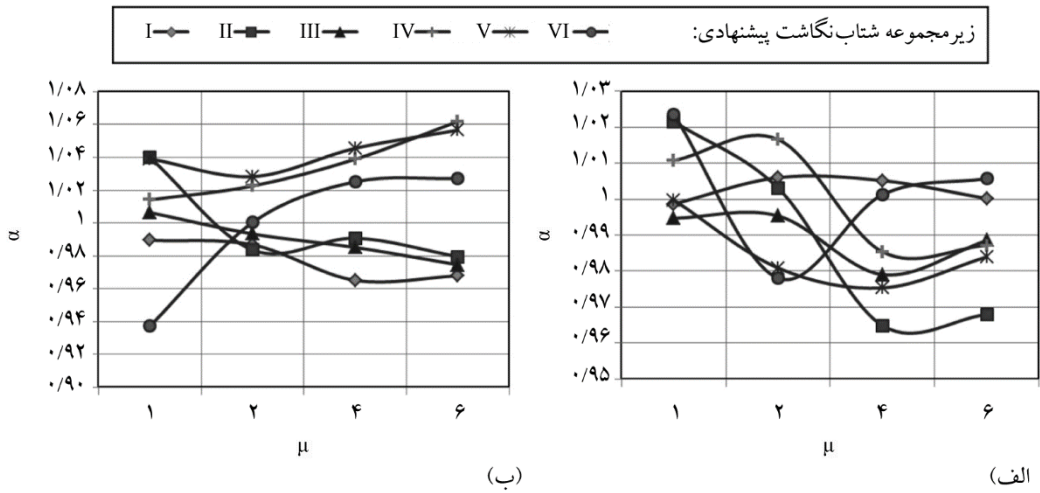 زیرمجموعه شتاب‌نگاشت پیشنهادی: I II III IV V VI
۱/۰۸
۱/۰۶
۱/۰۴
۱/۰۲
۱
۰/۹۸
۰/۹۶
۰/۹۴
۰/۹۲
۰/۹۰
α
۱ ۲ ۴ ۶
μ
(ب)
۱/۰۳
۱/۰۲
۱/۰۱
۱
۰/۹۹
۰/۹۸
۰/۹۷
۰/۹۶
۰/۹۵
α
۱ ۲ ۴ ۶
μ
الف)